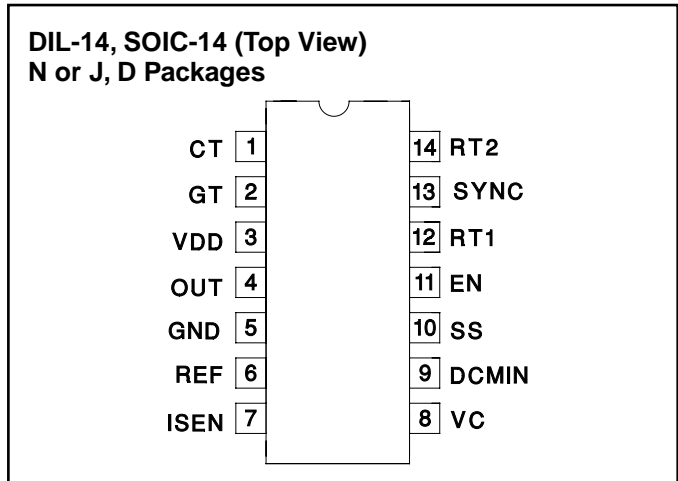 DIL-14, SOIC-14 (Top View)
N or J, D Packages
CT 1 14 RT2
GT 2 13 SYNC
VDD 3 12 RT1
OUT 4 11 EN
GND 5 10 SS
REF 6 9 DCMIN
ISEN 7 8 VC